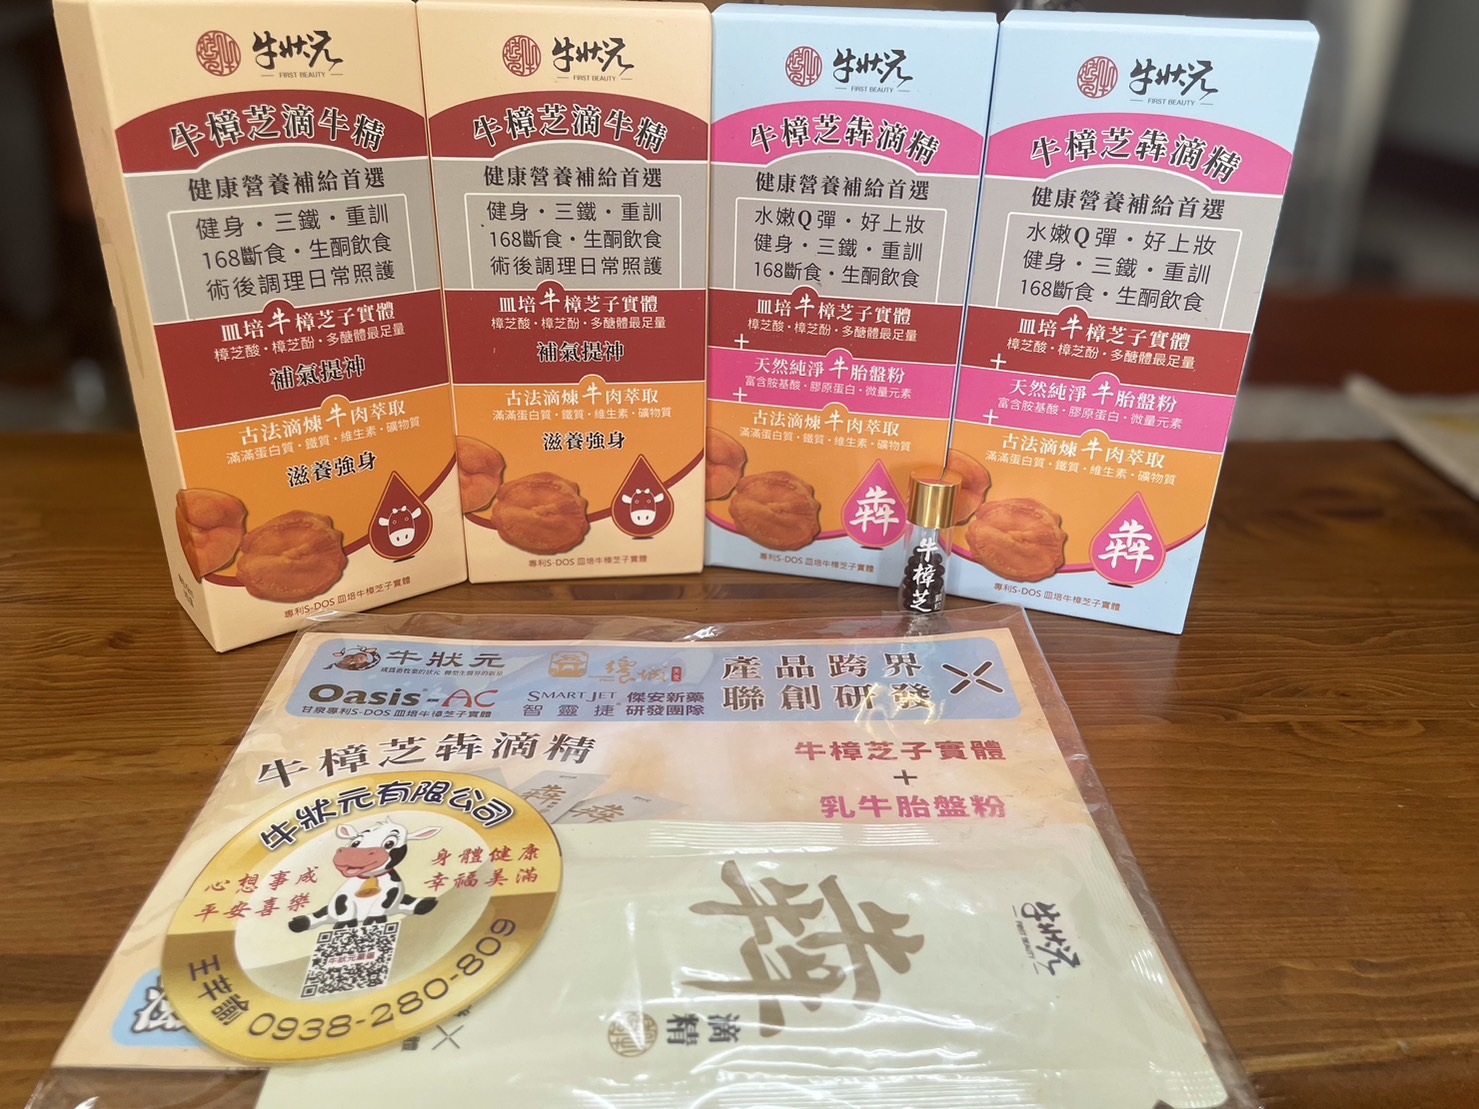 牛狀元
FIRST BEAUTY
牛樟芝滴牛精
健康營養補給首選
健身・三鐵・重訓
168斷食・生酮飲食
術後調理日常照護
皿培牛樟芝子實體
樟芝酸・樟芝酚・多醣體最足量
補氣提神
古法滴煉牛肉萃取
滿滿蛋白質・鐵質・維生素・礦物質
滋養強身
專利S-DOS 皿培牛樟芝子實體
牛狀元
FIRST BEAUTY
牛樟芝滴牛精
健康營養補給首選
健身・三鐵・重訓
168斷食・生酮飲食
術後調理日常照護
皿培牛樟芝子實體
樟芝酸・樟芝酚・多醣體最足量
補氣提神
古法滴煉牛肉萃取
滿滿蛋白質・鐵質・維生素・礦物質
滋養強身
專利S-DOS 皿培牛樟芝子實體
牛狀元
FIRST BEAUTY
牛樟芝犇滴精
健康營養補給首選
水嫩Q彈・好上妝
健身・三鐵・重訓
168斷食・生酮飲食
皿培牛樟芝子實體
樟芝酸・樟芝酚・多醣體最足量
+
天然純淨牛胎盤粉
富含胺基酸・膠原蛋白・微量元素
+
古法滴煉牛肉萃取
滿滿蛋白質・鐵質・維生素・礦物質
犇
專利S-DOS 皿培牛樟芝子實體
牛狀元
FIRST BEAUTY
牛樟芝犇滴精
健康營養補給首選
水嫩Q彈・好上妝
健身・三鐵・重訓
168斷食・生酮飲食
皿培牛樟芝子實體
樟芝酸・樟芝酚・多醣體最足量
+
天然純淨牛胎盤粉
富含胺基酸・膠原蛋白・微量元素
+
古法滴煉牛肉萃取
滿滿蛋白質・鐵質・維生素・礦物質
犇
專利S-DOS 皿培牛樟芝子實體
牛樟芝
牛狀元
Oasis-AC
甘泉專利S-DOS 皿培牛樟芝子實體
SMART JET 傑安新藥
智靈捷 研發團隊
產品跨界
聯創研發
牛樟芝犇滴精
牛樟芝子實體
+
乳牛胎盤粉
牛狀元有限公司
心想事成
平安喜樂
身體健康
幸福美滿
0938-280-809
犇
滴精
牛狀元
FIRST BEAUTY